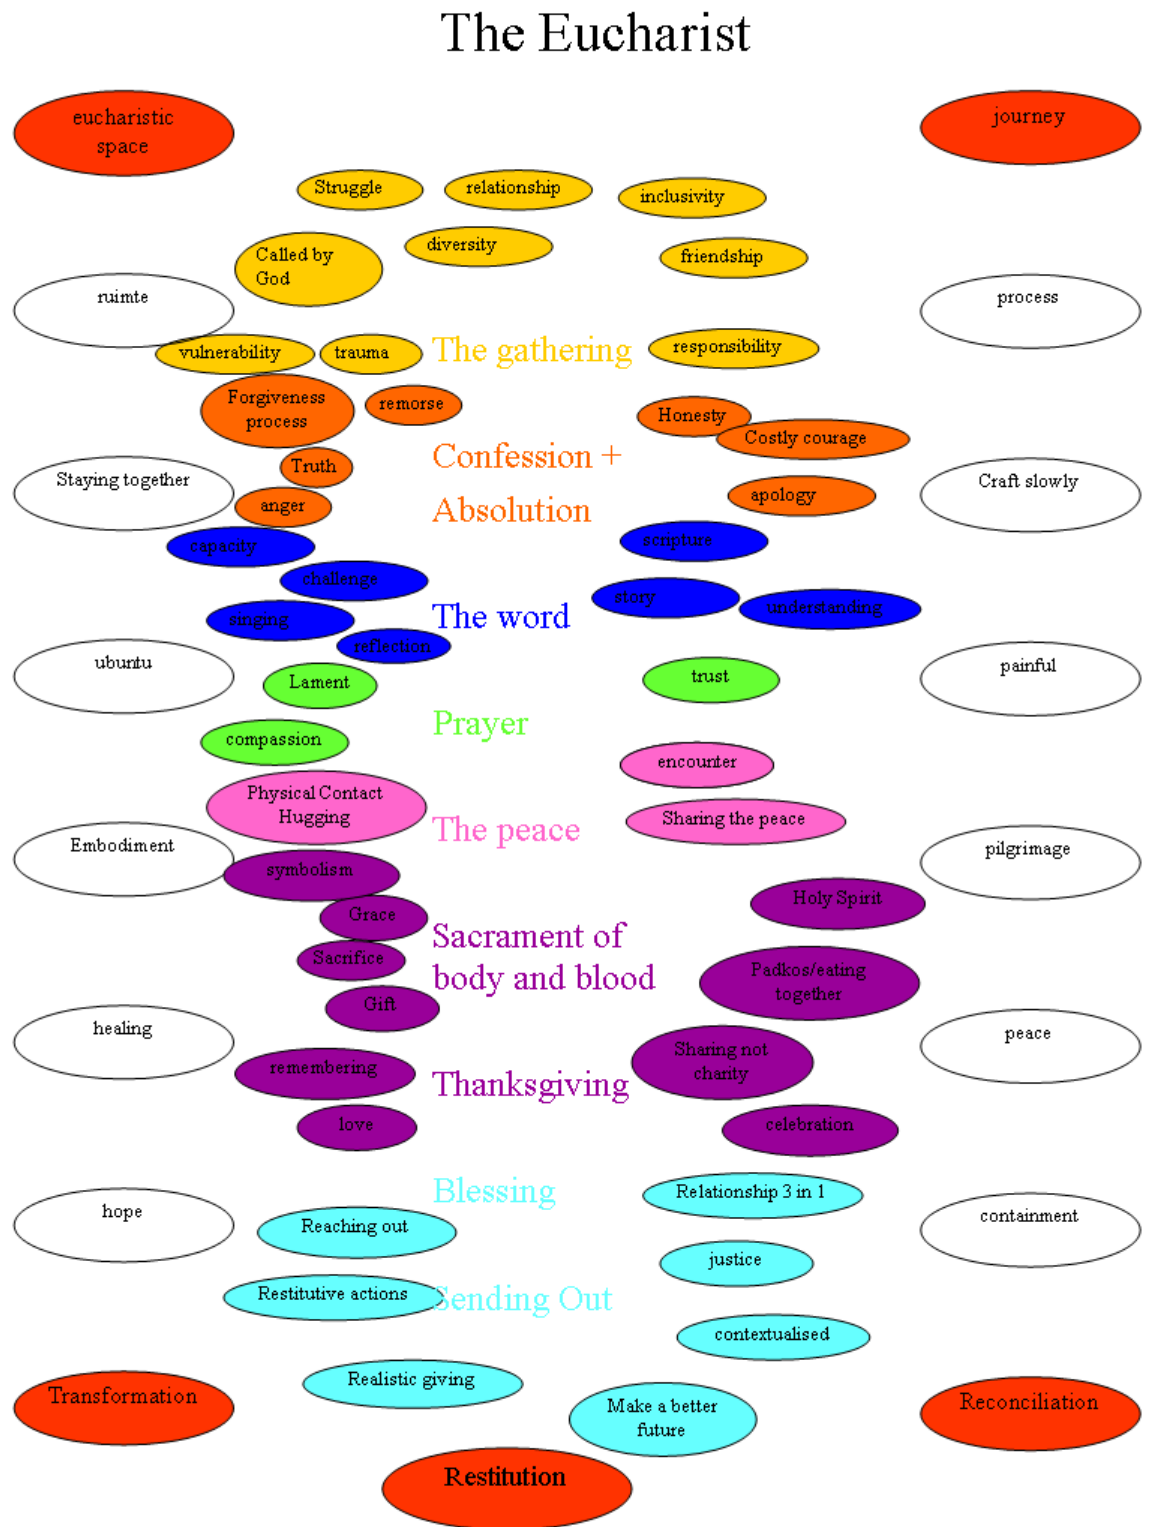 The Eucharist
eucharistic
space
journey
Struggle
relationship
inclusivity
Called by
God
diversity
friendship
ruimte
process
vulnerability
trauma
The gathering
responsibility
Forgiveness
process
remorse
Honesty
Costly courage
Confession +
Truth
Staying together
Craft slowly
anger
Absolution
apology
capacity
scripture
challenge
story
understanding
singing
The word
reflection
ubuntu
painful
Lament
trust
Prayer
compassion
encounter
Physical Contact
Hugging
Sharing the peace
The peace
Embodiment
pilgrimage
symbolism
Holy Spirit
Grace
Sacrament of
body and blood
Sacrifice
Padkos/eating
together
Gift
healing
peace
remembering
Sharing not
charity
Thanksgiving
love
celebration
Blessing
Relationship 3 in 1
hope
containment
Reaching out
justice
Restitutive actions
Sending Out
contextualised
Realistic giving
Transformation
Reconciliation
Make a better
future
Restitution